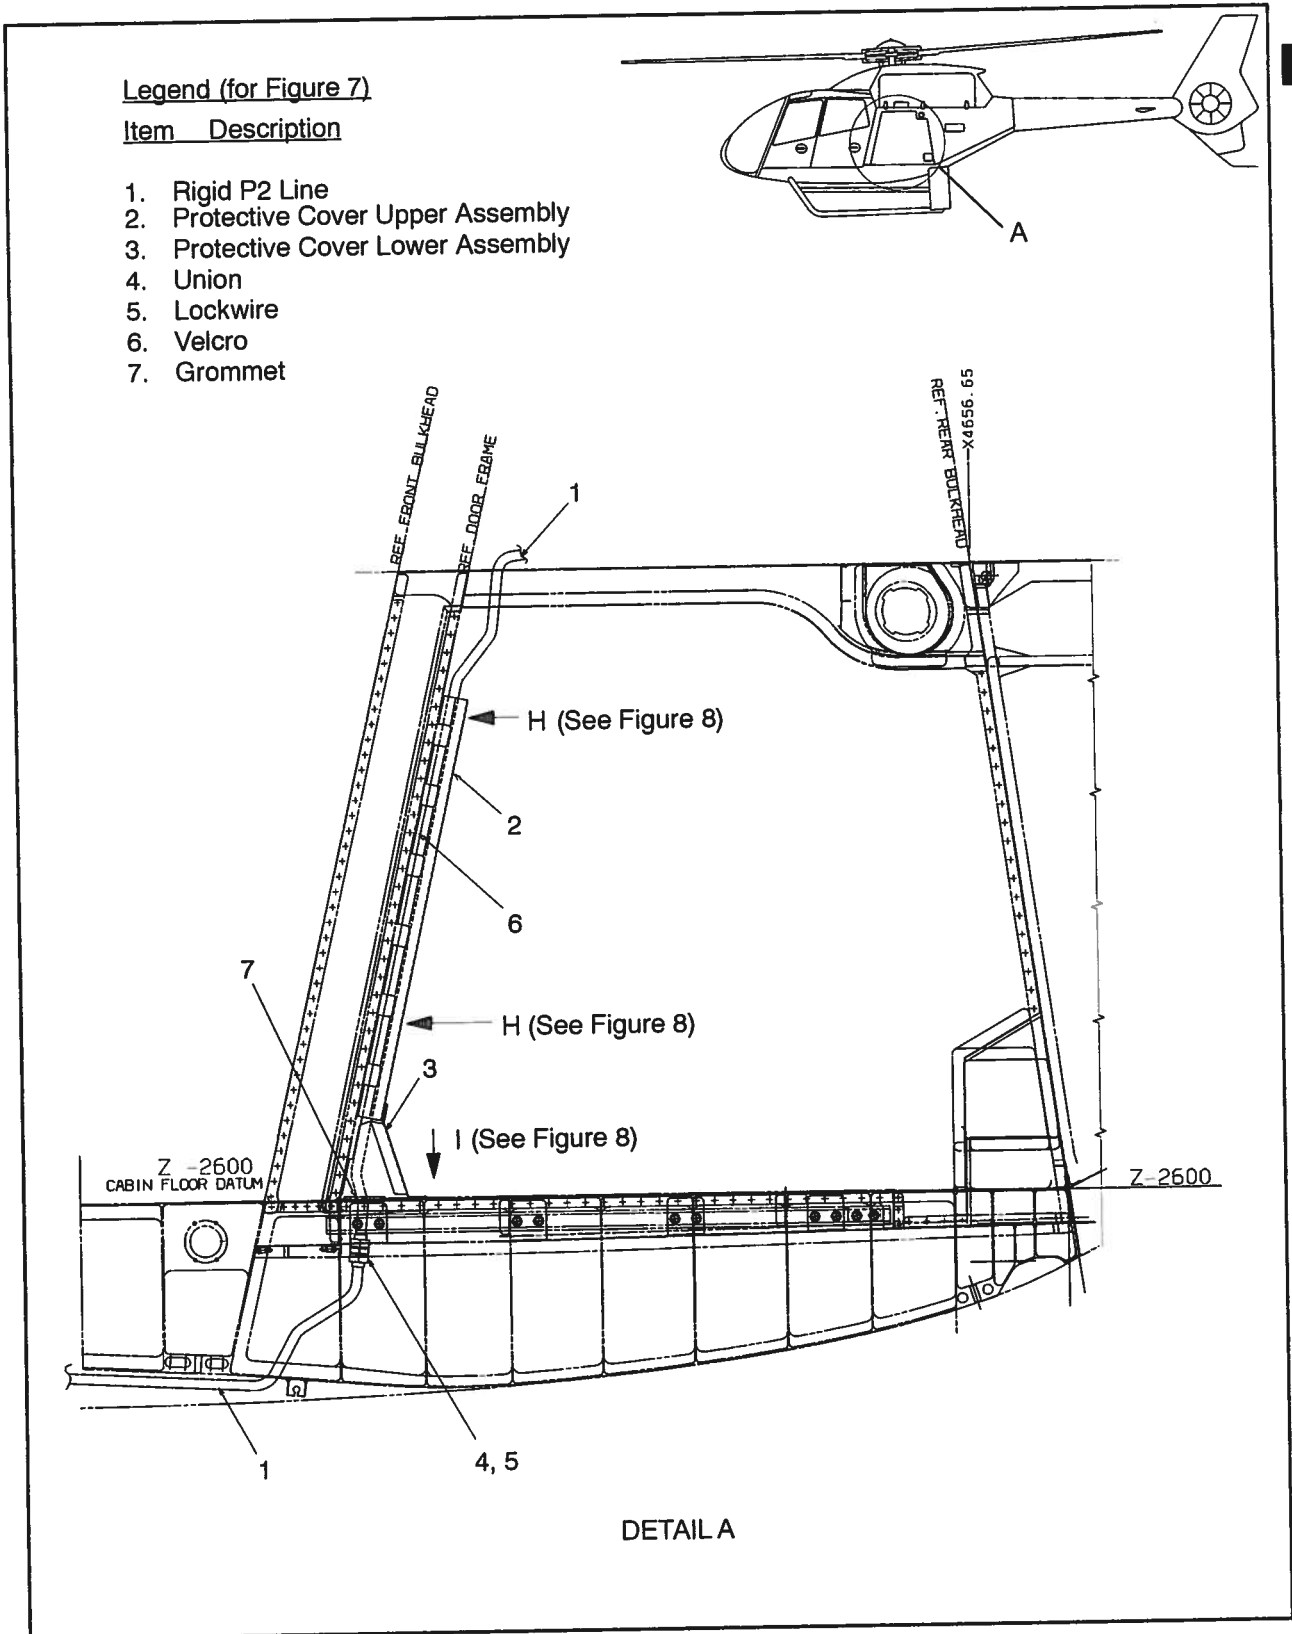 Legend (for Figure 7)
Item Description
1. Rigid P2 Line
2. Protective Cover Upper Assembly
3. Protective Cover Lower Assembly
4. Union
5. Lockwire
6. Velcro
7. Grommet
A
REF. FRONT BULKHEAD
REF. DOOR FRAME
REF. REAR BULKHEAD
X4656.65
1
H (See Figure 8)
2
6
7
H (See Figure 8)
3
I (See Figure 8)
Z -2600
CABIN FLOOR DATUM
Z-2600
1
4, 5
DETAIL A